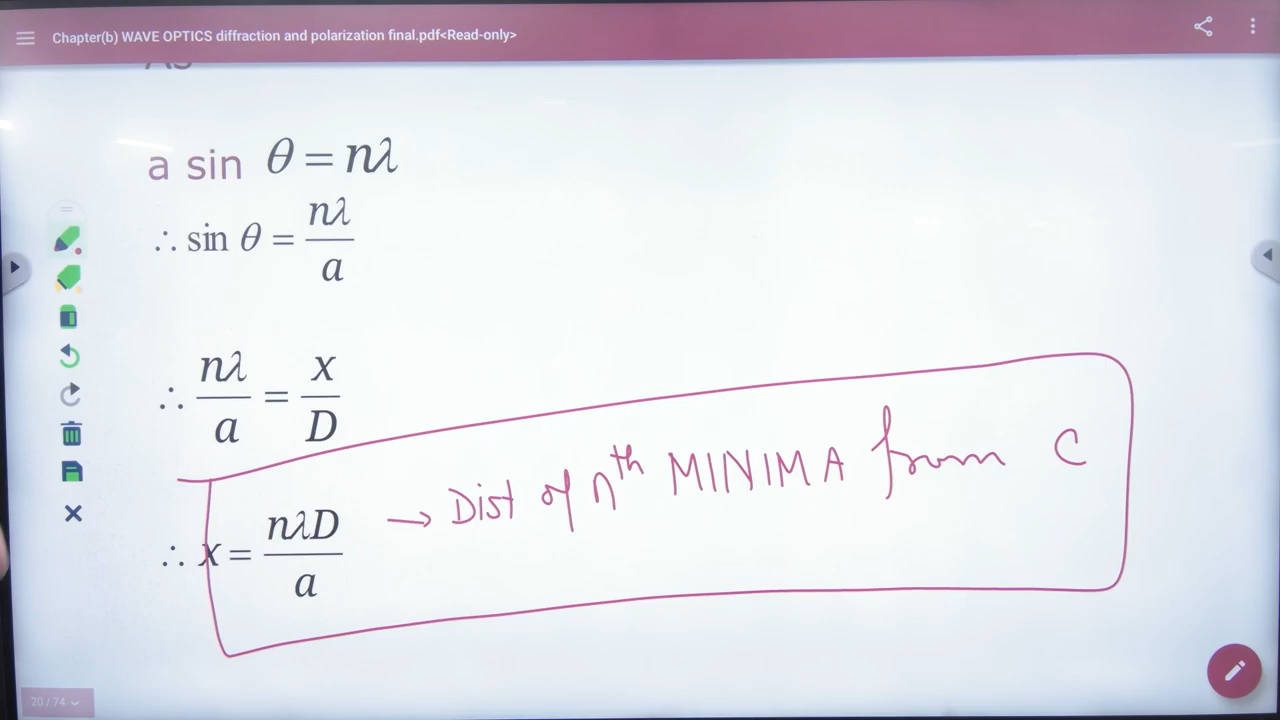 Chapter(b) WAVE OPTICS diffraction and polarization final.pdf<Read-only>
As
a sin θ = nλ
∴ sin θ = nλ / a
∴ nλ / a = x / D
∴ x = nλD / a → Dist of nth MINIMA from C
20 / 74